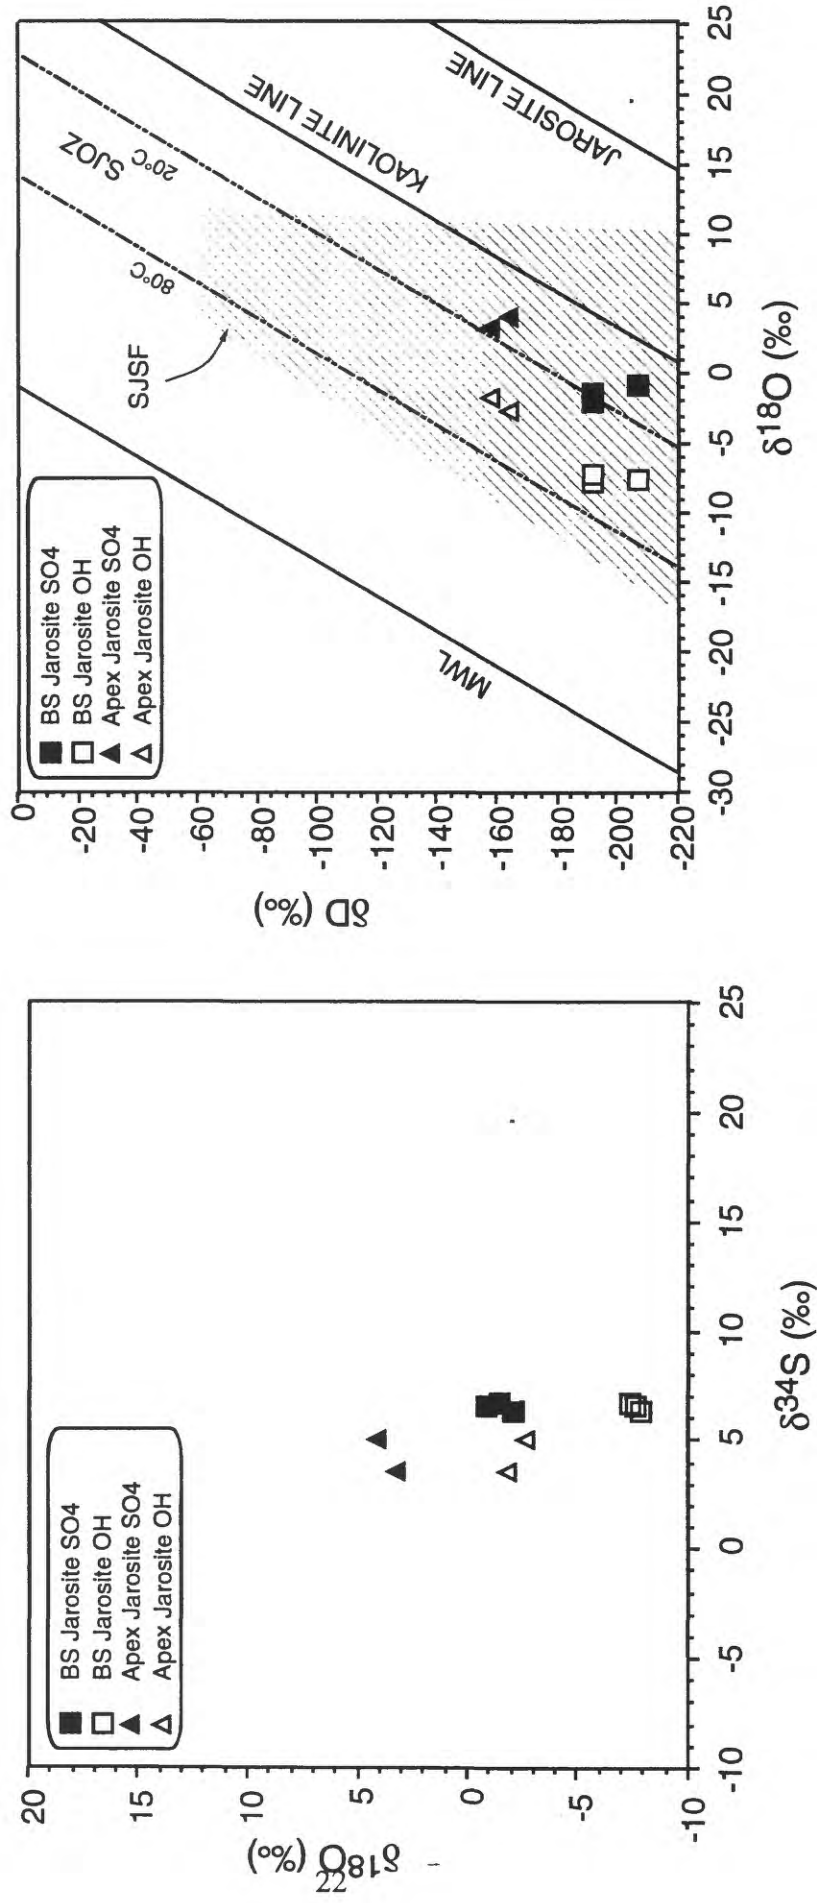 20
15
10
5
0
-5
-10
δ18O (‰)
22
BS Jarosite SO4
BS Jarosite OH
Apex Jarosite SO4
Apex Jarosite OH
-10
-5
0
5
10
15
20
25
δ34S (‰)
0
-20
-40
-60
-80
-100
-120
-140
-160
-180
-200
-220
δD (‰)
BS Jarosite SO4
BS Jarosite OH
Apex Jarosite SO4
Apex Jarosite OH
MWL
SJSF
80°C
SJOZ
20°C
KAOLINITE LINE
JAROSITE LINE
-30
-25
-20
-15
-10
-5
0
5
10
15
20
25
δ18O (‰)